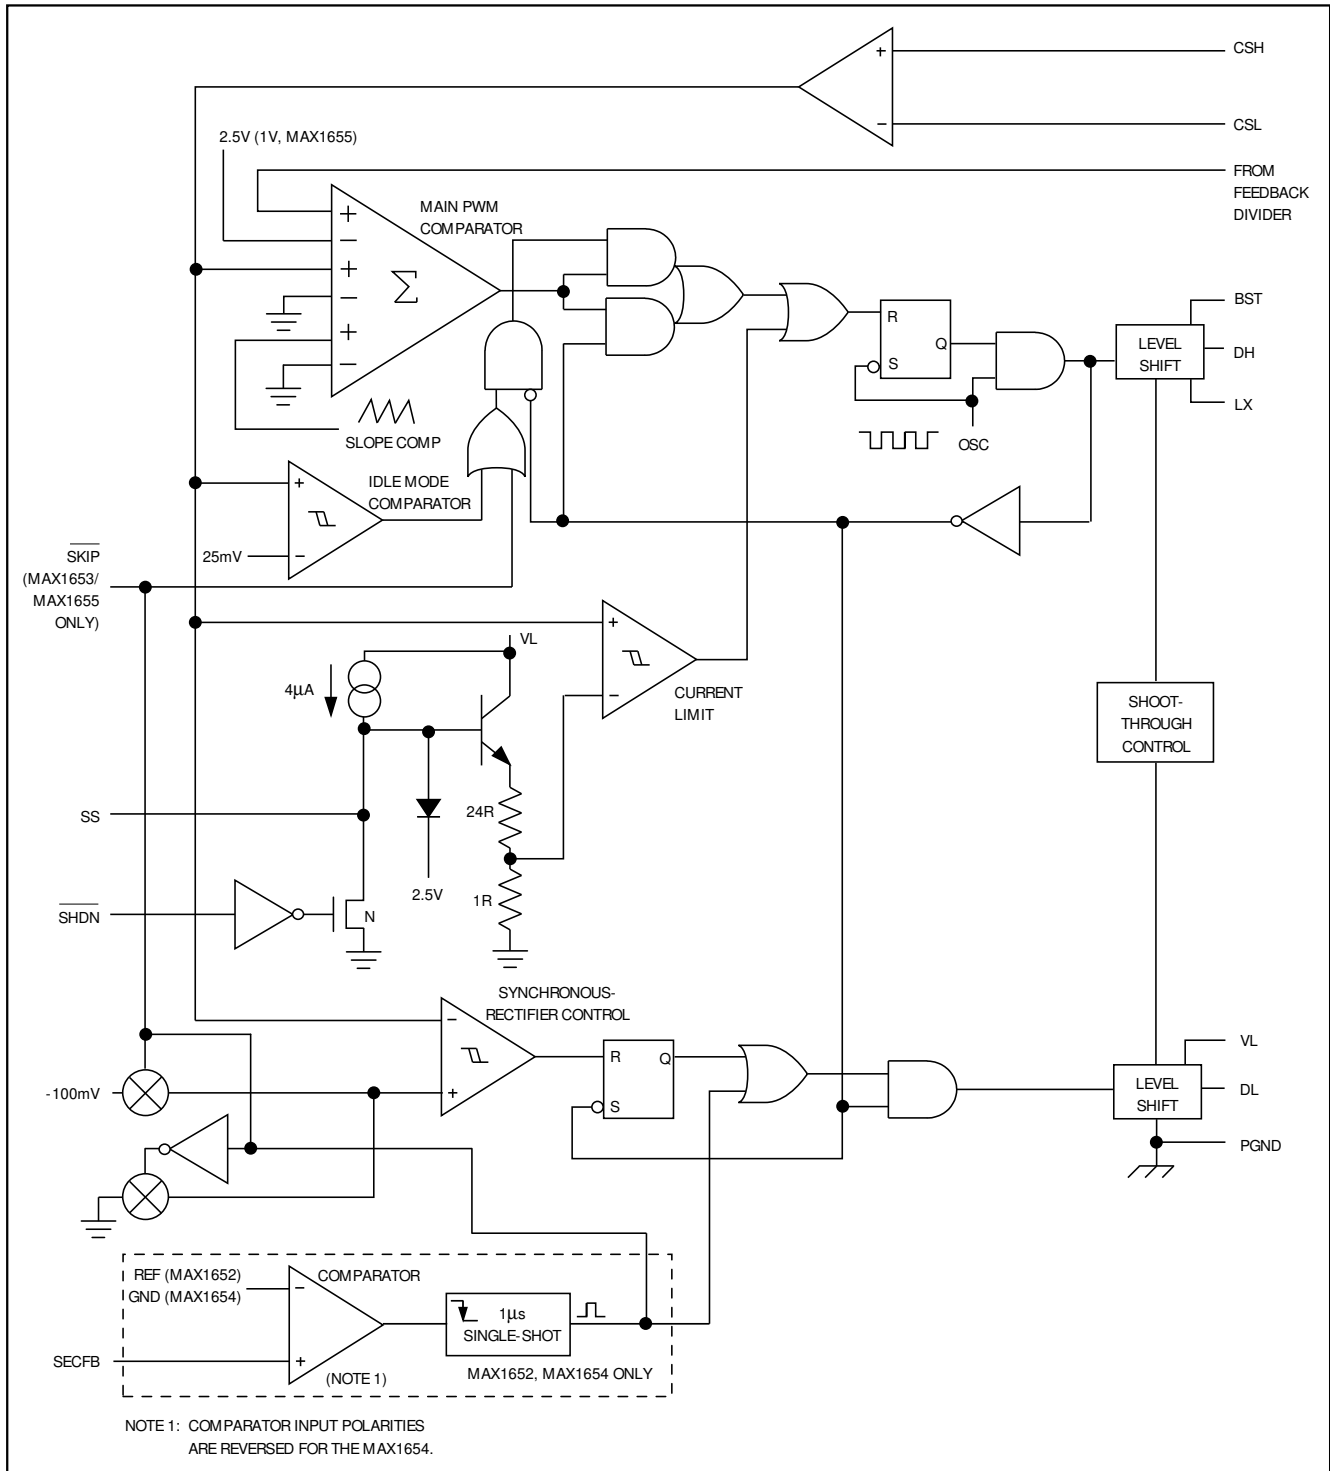 CSH
+
−
CSL
2.5V (1V, MAX1655)
FROM
FEEDBACK
DIVIDER
MAIN PWM
COMPARATOR
+
−
+
−
+
−
Σ
BST
R
Q
S
LEVEL
SHIFT
DH
LX
SLOPE COMP
OSC
IDLE MODE
COMPARATOR
+
25mV
−
SKIP
(MAX1653/
MAX1655
ONLY)
+
−
VL
4μA
CURRENT
LIMIT
SHOOT-
THROUGH
CONTROL
SS
24R
2.5V
1R
SHDN
N
SYNCHRONOUS-
RECTIFIER CONTROL
−
+
R
Q
S
-100mV
VL
LEVEL
SHIFT
DL
PGND
REF (MAX1652)
GND (MAX1654)
−
COMPARATOR
1μs
SINGLE-SHOT
SECFB
+
(NOTE 1)
MAX1652, MAX1654 ONLY
NOTE 1: COMPARATOR INPUT POLARITIES
ARE REVERSED FOR THE MAX1654.